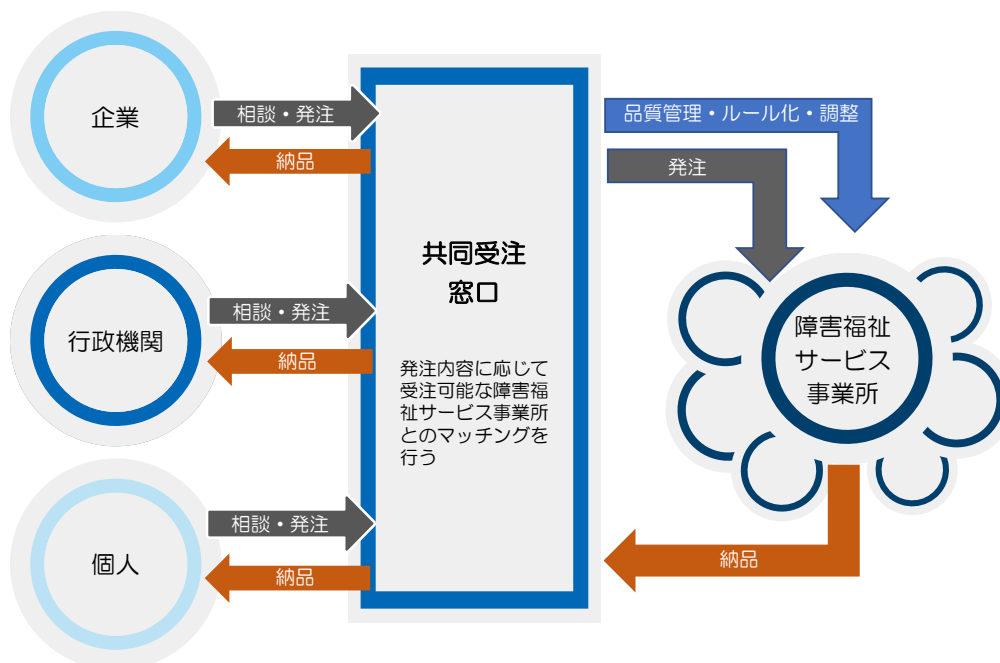 企業
相談・発注
納品
行政機関
相談・発注
納品
個人
相談・発注
納品
共同受注
窓口
発注内容に応じて
受注可能な障害福
祉サービス事業所
とのマッチングを
行う
品質管理・ルール化・調整
発注
障害福祉
サービス
事業所
納品